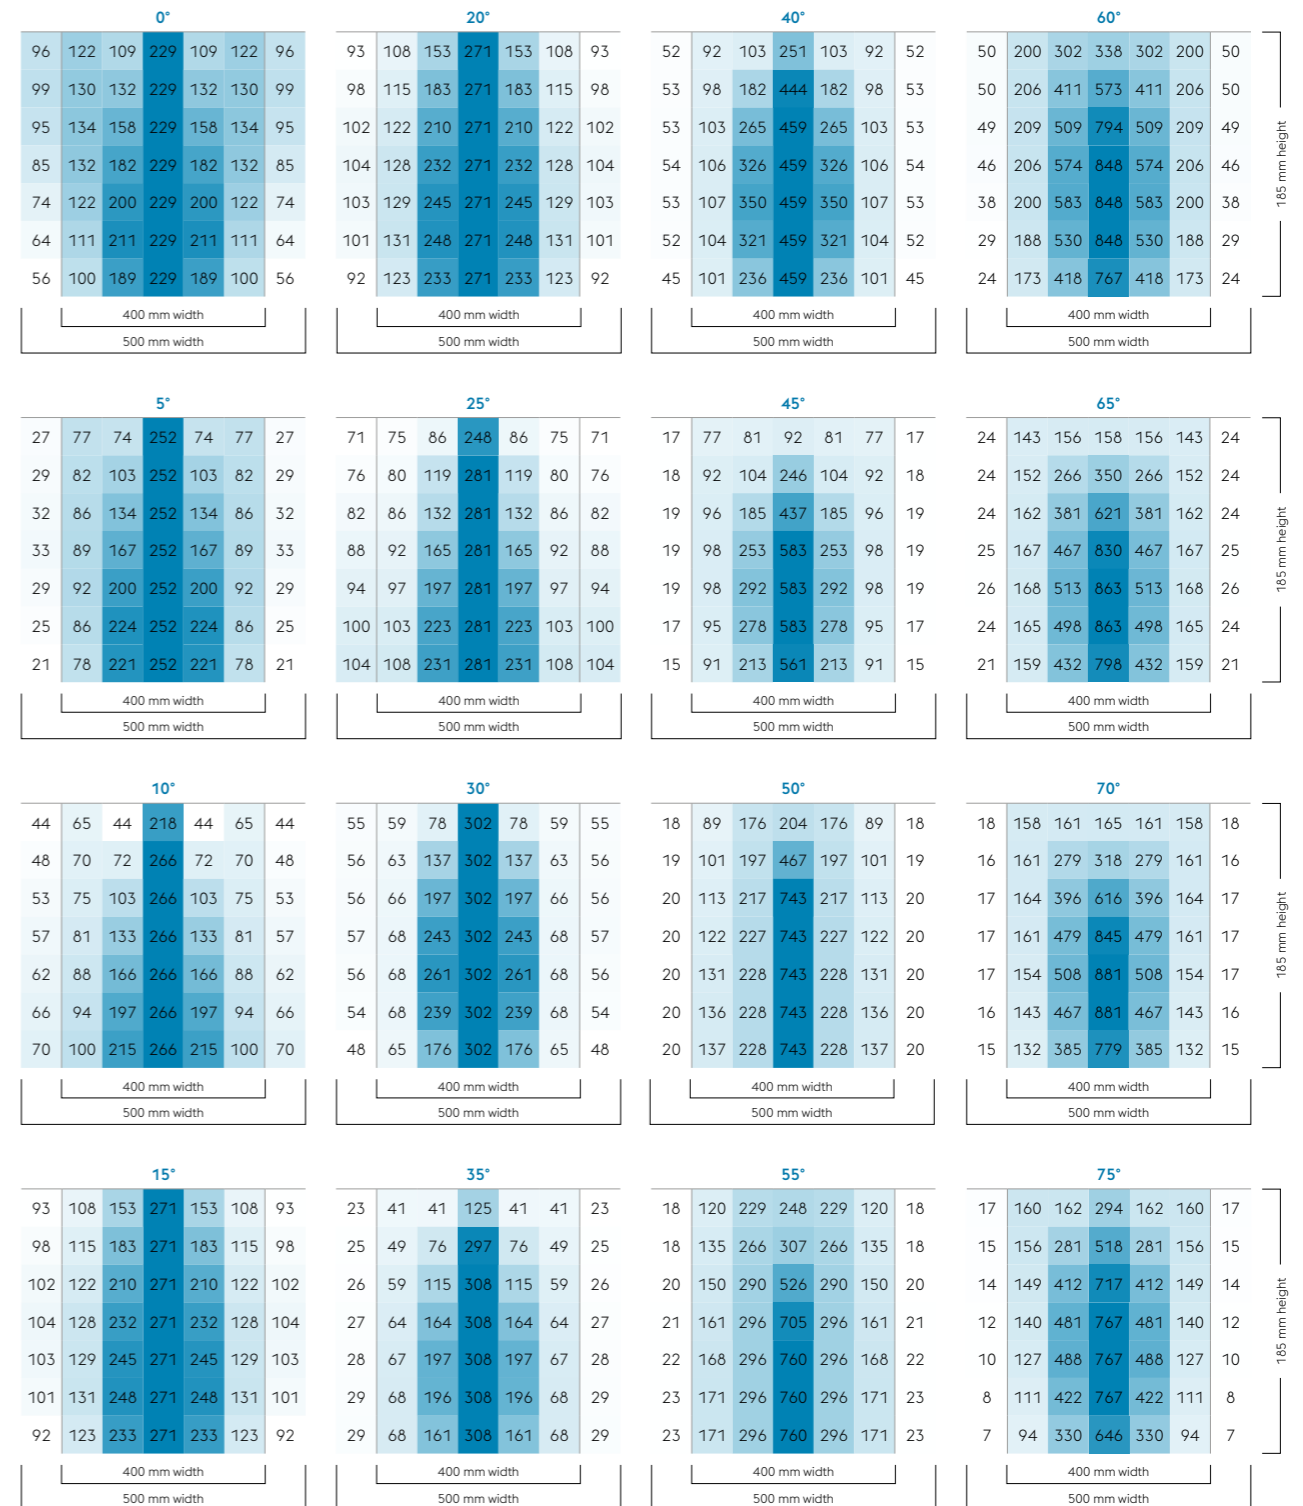 0° 20° 40° 60°
96 122 109 229 109 122 96 93 108 153 271 153 108 93 52 92 103 251 103 92 52 50 200 302 338 302 200 50
99 130 132 229 132 130 99 98 115 183 271 183 115 98 53 98 182 444 182 98 53 50 206 411 573 411 206 50
95 134 158 229 158 134 95 102 122 210 271 210 122 102 53 103 265 459 265 103 53 49 209 509 794 509 209 49
85 132 182 229 182 132 85 104 128 232 271 232 128 104 54 106 326 459 326 106 54 46 206 574 848 574 206 46
74 122 200 229 200 122 74 103 129 245 271 245 129 103 53 107 350 459 350 107 53 38 200 583 848 583 200 38
64 111 211 229 211 111 64 101 131 248 271 248 131 101 52 104 321 459 321 104 52 29 188 530 848 530 188 29
56 100 189 229 189 100 56 92 123 233 271 233 123 92 45 101 236 459 236 101 45 24 173 418 767 418 173 24
185 mm height
400 mm width 400 mm width 400 mm width 400 mm width
500 mm width 500 mm width 500 mm width 500 mm width
5° 25° 45° 65°
27 77 74 252 74 77 27 71 75 86 248 86 75 71 17 77 81 92 81 77 17 24 143 156 158 156 143 24
29 82 103 252 103 82 29 76 80 119 281 119 80 76 18 92 104 246 104 92 18 24 152 266 350 266 152 24
32 86 134 252 134 86 32 82 86 132 281 132 86 82 19 96 185 437 185 96 19 24 162 381 621 381 162 24
33 89 167 252 167 89 33 88 92 165 281 165 92 88 19 98 253 583 253 98 19 25 167 467 830 467 167 25
29 92 200 252 200 92 29 94 97 197 281 197 97 94 19 98 292 583 292 98 19 26 168 513 863 513 168 26
25 86 224 252 224 86 25 100 103 223 281 223 103 100 17 95 278 583 278 95 17 24 165 498 863 498 165 24
21 78 221 252 221 78 21 104 108 231 281 231 108 104 15 91 213 561 213 91 15 21 159 432 798 432 159 21
185 mm height
400 mm width 400 mm width 400 mm width 400 mm width
500 mm width 500 mm width 500 mm width 500 mm width
10° 30° 50° 70°
44 65 44 218 44 65 44 55 59 78 302 78 59 55 18 89 176 204 176 89 18 18 158 161 165 161 158 18
48 70 72 266 72 70 48 56 63 137 302 137 63 56 19 101 197 467 197 101 19 16 161 279 318 279 161 16
53 75 103 266 103 75 53 56 66 197 302 197 66 56 20 113 217 743 217 113 20 17 164 396 616 396 164 17
57 81 133 266 133 81 57 57 68 243 302 243 68 57 20 122 227 743 227 122 20 17 161 479 845 479 161 17
62 88 166 266 166 88 62 56 68 261 302 261 68 56 20 131 228 743 228 131 20 17 154 508 881 508 154 17
66 94 197 266 197 94 66 54 68 239 302 239 68 54 20 136 228 743 228 136 20 16 143 467 881 467 143 16
70 100 215 266 215 100 70 48 65 176 302 176 65 48 20 137 228 743 228 137 20 15 132 385 779 385 132 15
185 mm height
400 mm width 400 mm width 400 mm width 400 mm width
500 mm width 500 mm width 500 mm width 500 mm width
15° 35° 55° 75°
93 108 153 271 153 108 93 23 41 41 125 41 41 23 18 120 229 248 229 120 18 17 160 162 294 162 160 17
98 115 183 271 183 115 98 25 49 76 297 76 49 25 18 135 266 307 266 135 18 15 156 281 518 281 156 15
102 122 210 271 210 122 102 26 59 115 308 115 59 26 20 150 290 526 290 150 20 14 149 412 717 412 149 14
104 128 232 271 232 128 104 27 64 164 308 164 64 27 21 161 296 705 296 161 21 12 140 481 767 481 140 12
103 129 245 271 245 129 103 28 67 197 308 197 67 28 22 168 296 760 296 168 22 10 127 488 767 488 127 10
101 131 248 271 248 131 101 29 68 196 308 196 68 29 23 171 296 760 296 171 23 8 111 422 767 422 111 8
92 123 233 271 233 123 92 29 68 161 308 161 68 29 23 171 296 760 296 171 23 7 94 330 646 330 94 7
185 mm height
400 mm width 400 mm width 400 mm width 400 mm width
500 mm width 500 mm width 500 mm width 500 mm width